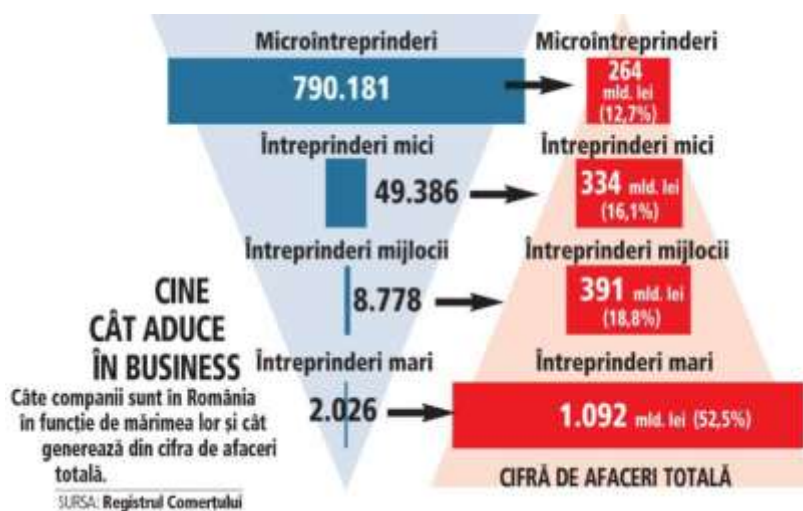 Microîntreprinderi
790.181
Microîntreprinderi
264
mld. lei
(12,7%)
Întreprinderi mici
49.386
Întreprinderi mici
334 mld. lei
(16,1%)
Întreprinderi mijlocii
8.778
Întreprinderi mijlocii
391 mld. lei
(18,8%)
Întreprinderi mari
2.026
Întreprinderi mari
1.092 mld. lei (52,5%)
CIFRĂ DE AFACERI TOTALĂ
CINE
CÂT ADUCE
ÎN BUSINESS
Câte companii sunt în România
în funcție de mărimea lor și cât
generează din cifra de afaceri
totală.
SURSA: Registrul Comerțului